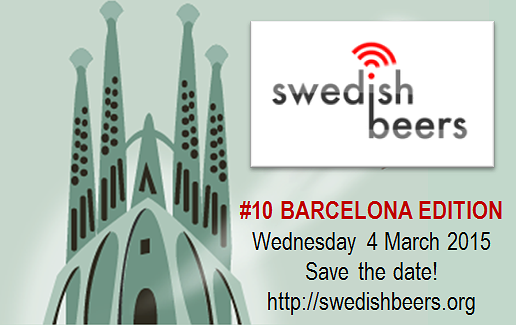 swedish
beers
#10 BARCELONA EDITION
Wednesday 4 March 2015
Save the date!
http://swedishbeers.org